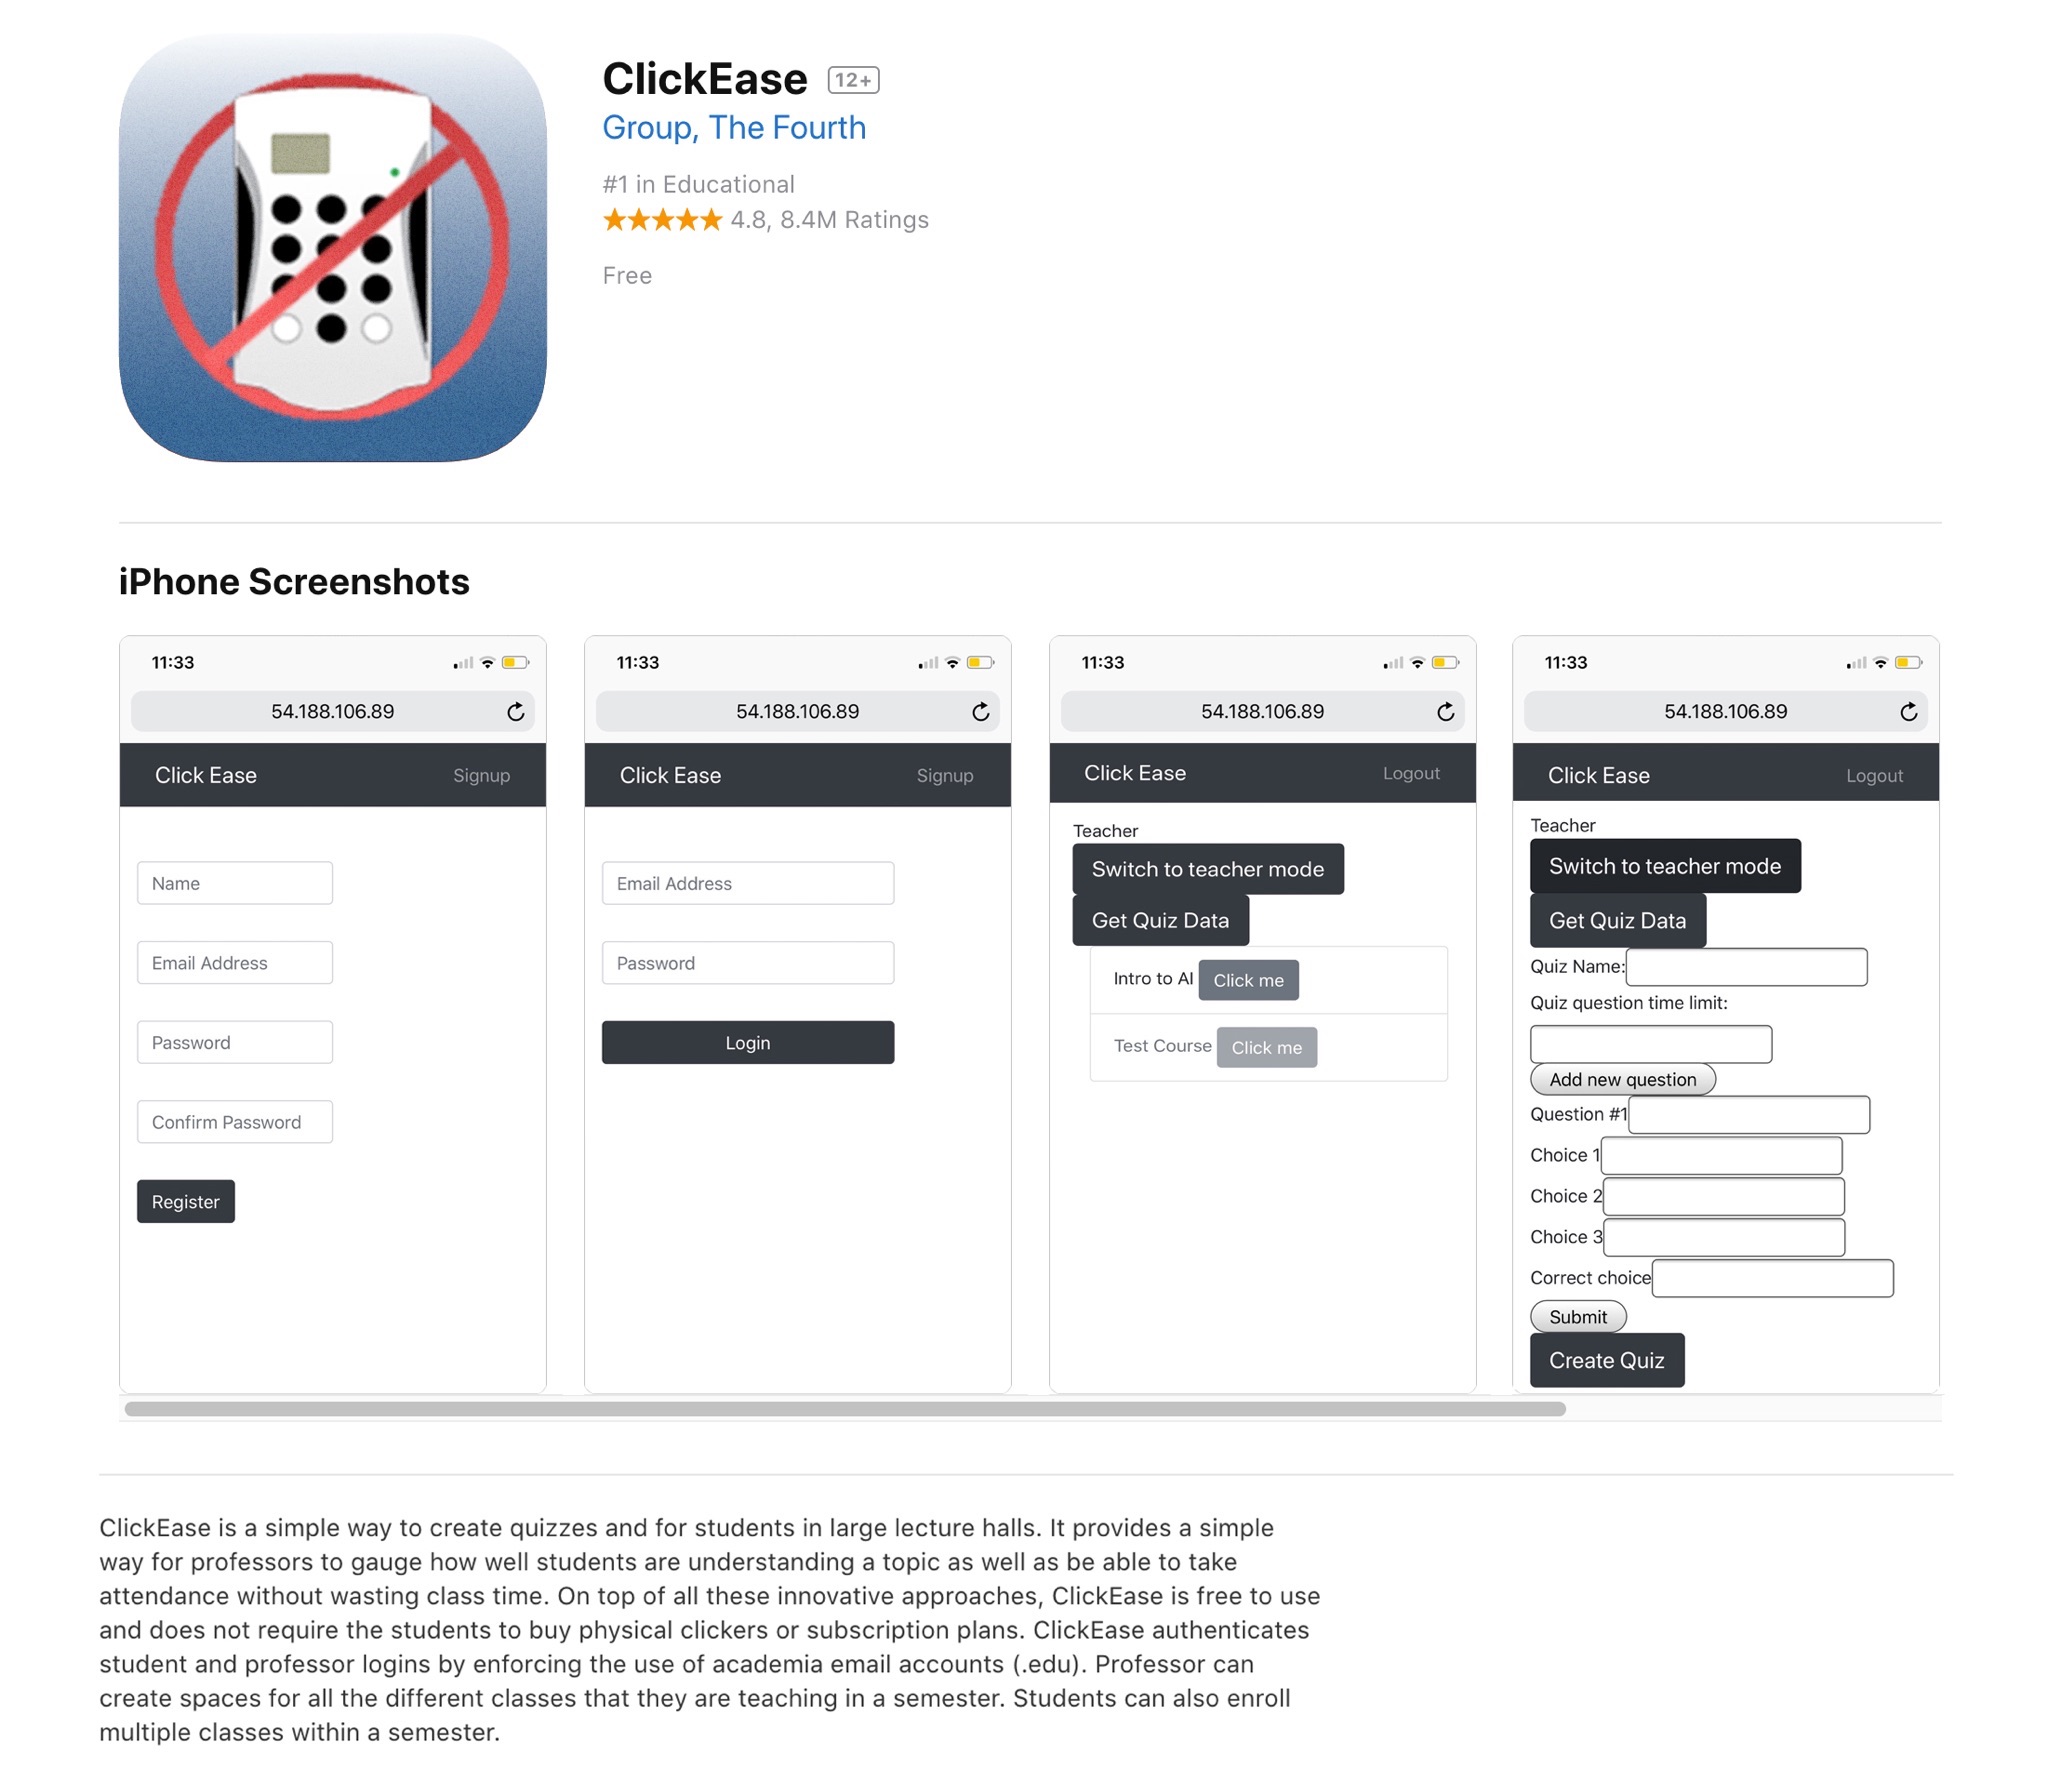 ClickEase 12+
Group, The Fourth
#1 in Educational
4.8, 8.4M Ratings
Free
iPhone Screenshots
11:33
54.188.106.89
Click Ease Signup
Name
Email Address
Password
Confirm Password
Register
11:33
54.188.106.89
Click Ease Signup
Email Address
Password
Login
11:33
54.188.106.89
Click Ease Logout
Teacher
Switch to teacher mode
Get Quiz Data
Intro to AI Click me
Test Course Click me
11:33
54.188.106.89
Click Ease Logout
Teacher
Switch to teacher mode
Get Quiz Data
Quiz Name:
Quiz question time limit:
Add new question
Question #1
Choice 1
Choice 2
Choice 3
Correct choice
Submit
Create Quiz
ClickEase is a simple way to create quizzes and for students in large lecture halls. It provides a simple
way for professors to gauge how well students are understanding a topic as well as be able to take
attendance without wasting class time. On top of all these innovative approaches, ClickEase is free to use
and does not require the students to buy physical clickers or subscription plans. ClickEase authenticates
student and professor logins by enforcing the use of academia email accounts (.edu). Professor can
create spaces for all the different classes that they are teaching in a semester. Students can also enroll
multiple classes within a semester.